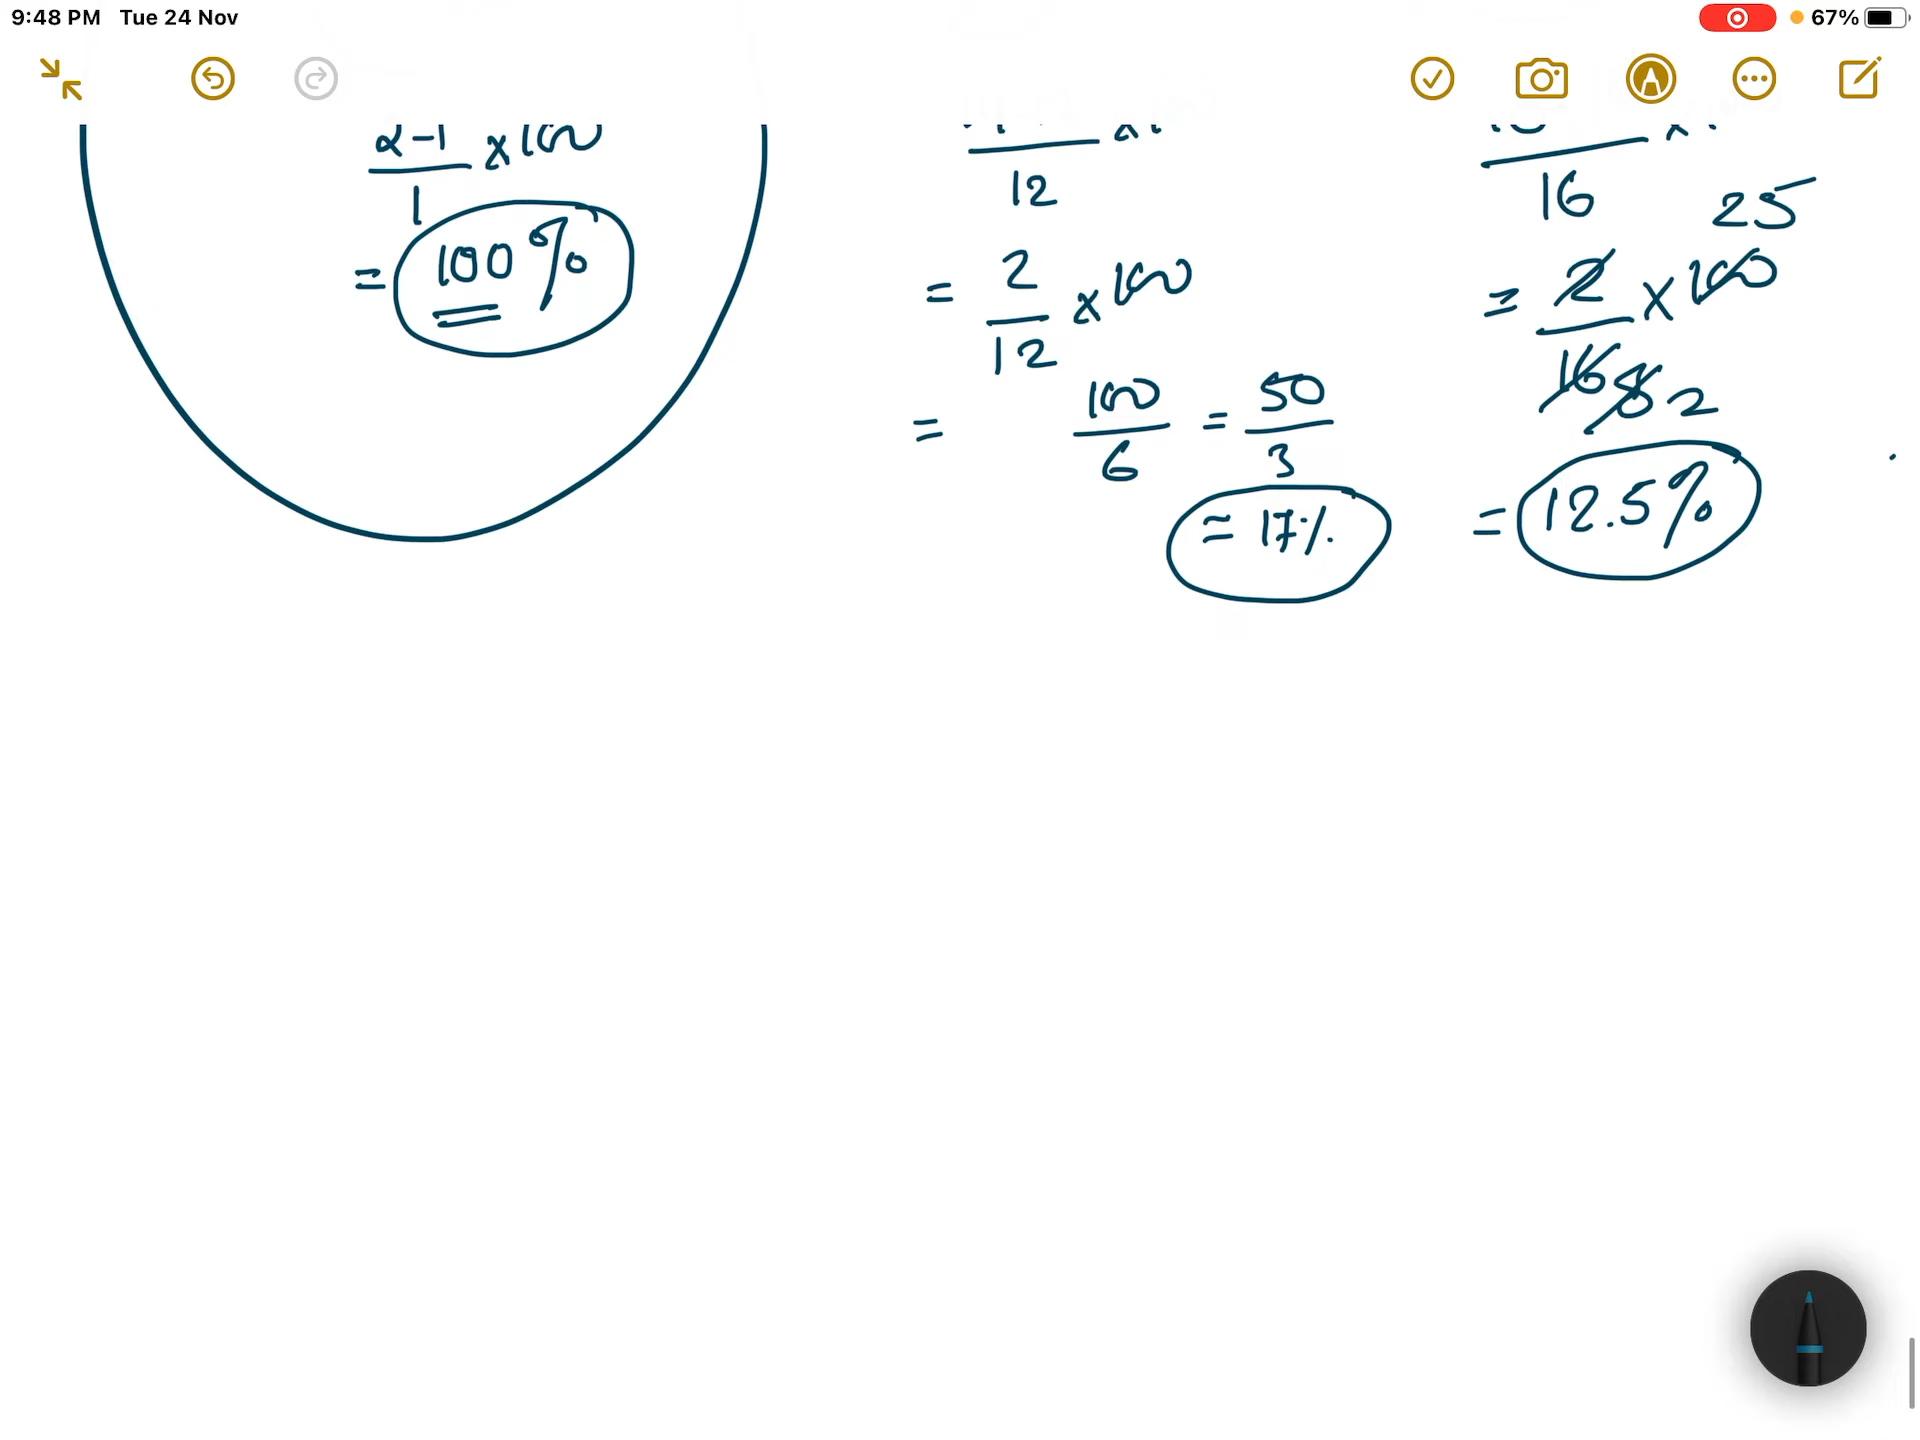 9:48 PM Tue 24 Nov
67%
2-1 x 100
1
= 100%
12
= 2 x 100
12
= 100 = 50
6 3
≈ 17%
16 25
= 2 x 100
16 8 2
= 12.5%